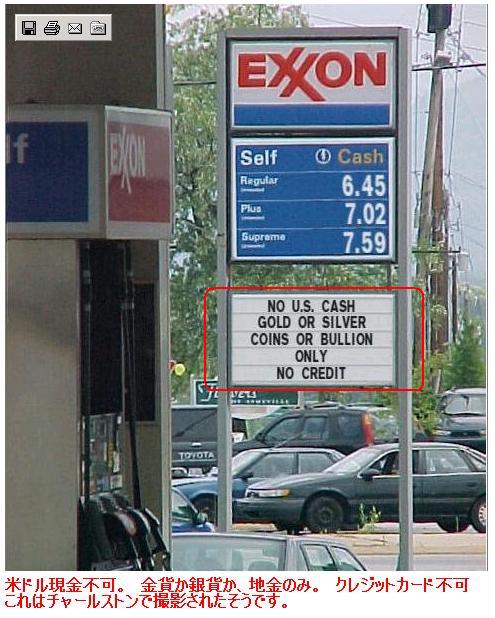 EXXON
lf
EXXON
Self Cash
Regular 6.45
Plus 7.02
Supreme 7.59
NO U.S. CASH
GOLD OR SILVER
COINS OR BULLION
ONLY
NO CREDIT
TOYOTA
米ドル現金不可。 金貨か銀貨か、地金のみ。 クレジットカード不可
これはチャールストンで撮影されたそうです。